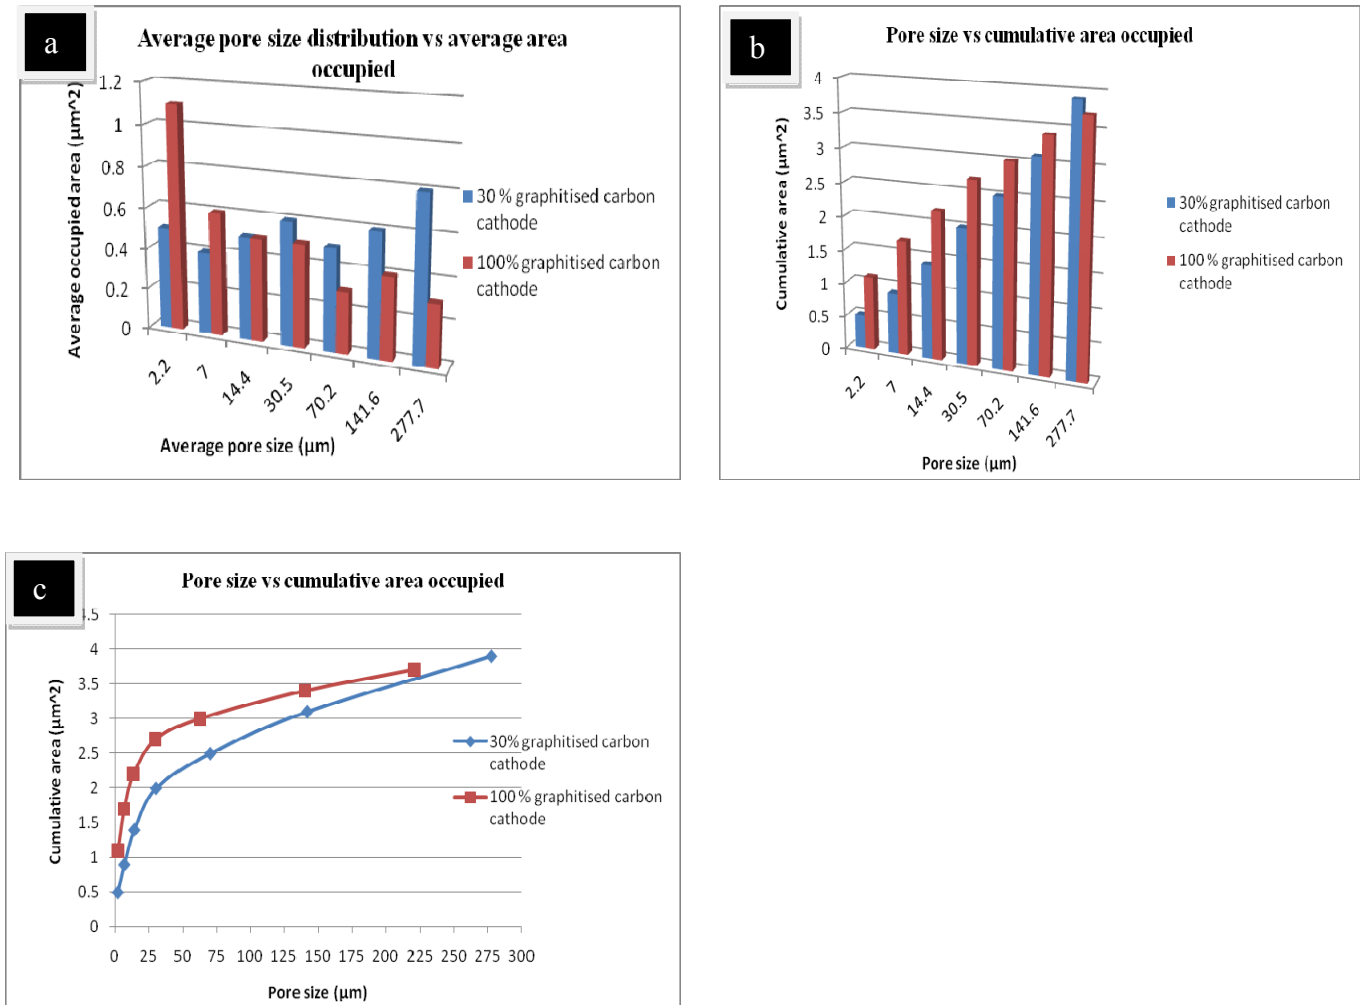 a
Average pore size distribution vs average area
occupied
Average occupied area (µm^2)
1.2
1
0.8
0.6
0.4
0.2
0
2.2
7
14.4
30.5
70.2
141.6
277.7
Average pore size (µm)
30 % graphitised carbon
cathode
100% graphitised carbon
cathode
b
Pore size vs cumulative area occupied
Cumulative area (µm^2)
4
3.5
3
2.5
2
1.5
1
0.5
0
2.2
7
14.4
30.5
70.2
141.6
277.7
Pore size (µm)
30% graphitised carbon
cathode
100 % graphitised carbon
cathode
c
Pore size vs cumulative area occupied
Cumulative area (µm^2)
4.5
4
3.5
3
2.5
2
1.5
1
0.5
0
0 25 50 75 100 125 150 175 200 225 250 275 300
Pore size (µm)
30% graphitised carbon
cathode
100 % graphitised carbon
cathode